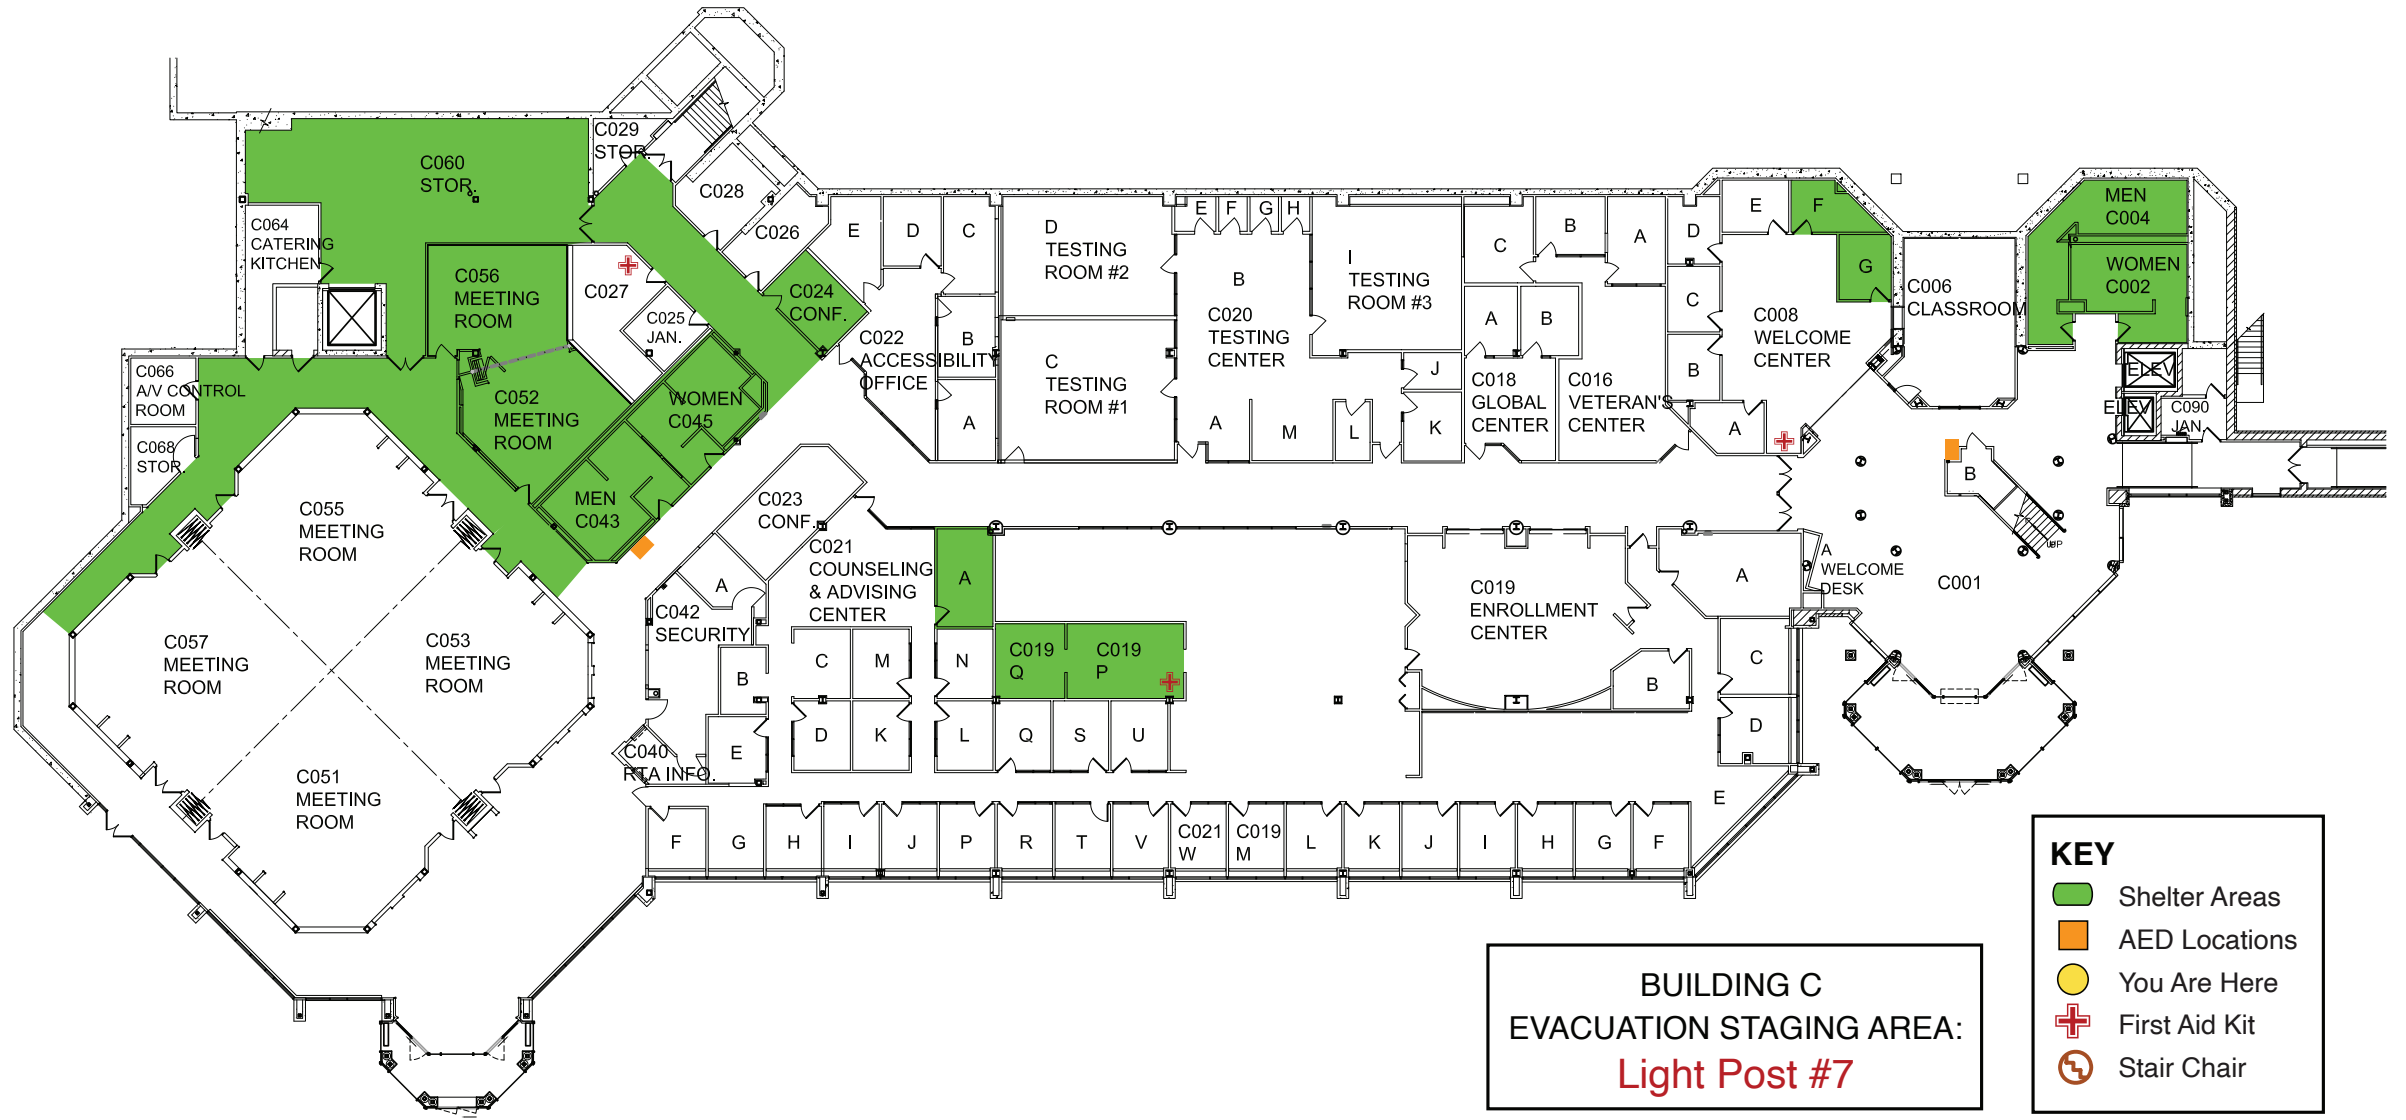 C029
STOR.
C060
STOR.
C028
C026
C064
CATERING
KITCHEN
C056
MEETING
ROOM
C027
C025
JAN.
C024
CONF.
C066
A/V CONTROL
ROOM
C068
STOR.
C052
MEETING
ROOM
WOMEN
C045
MEN
C043
C055
MEETING
ROOM
C057
MEETING
ROOM
C053
MEETING
ROOM
C051
MEETING
ROOM
E
D
C
B
A
C022
ACCESSIBILITY
OFFICE
D
TESTING
ROOM #2
C
TESTING
ROOM #1
E
F
G
H
B
C020
TESTING
CENTER
A
M
L
I
TESTING
ROOM #3
J
K
C
B
A
A
B
C018
GLOBAL
CENTER
C016
VETERAN'S
CENTER
D
C
B
A
E
F
G
C008
WELCOME
CENTER
C006
CLASSROOM
MEN
C004
WOMEN
C002
ELEV
ELEV
C090
JAN.
B
UP
A
WELCOME
DESK
C001
C023
CONF.
C021
COUNSELING
& ADVISING
CENTER
A
A
C042
SECURITY
B
E
C040
RTA INFO.
C
M
N
D
K
L
C019
Q
C019
P
Q
S
U
C019
ENROLLMENT
CENTER
A
B
C
D
E
F
G
H
I
J
P
R
T
V
C021
W
C019
M
L
K
J
I
H
G
F
BUILDING C
EVACUATION STAGING AREA:
Light Post #7
KEY
Shelter Areas
AED Locations
You Are Here
First Aid Kit
Stair Chair